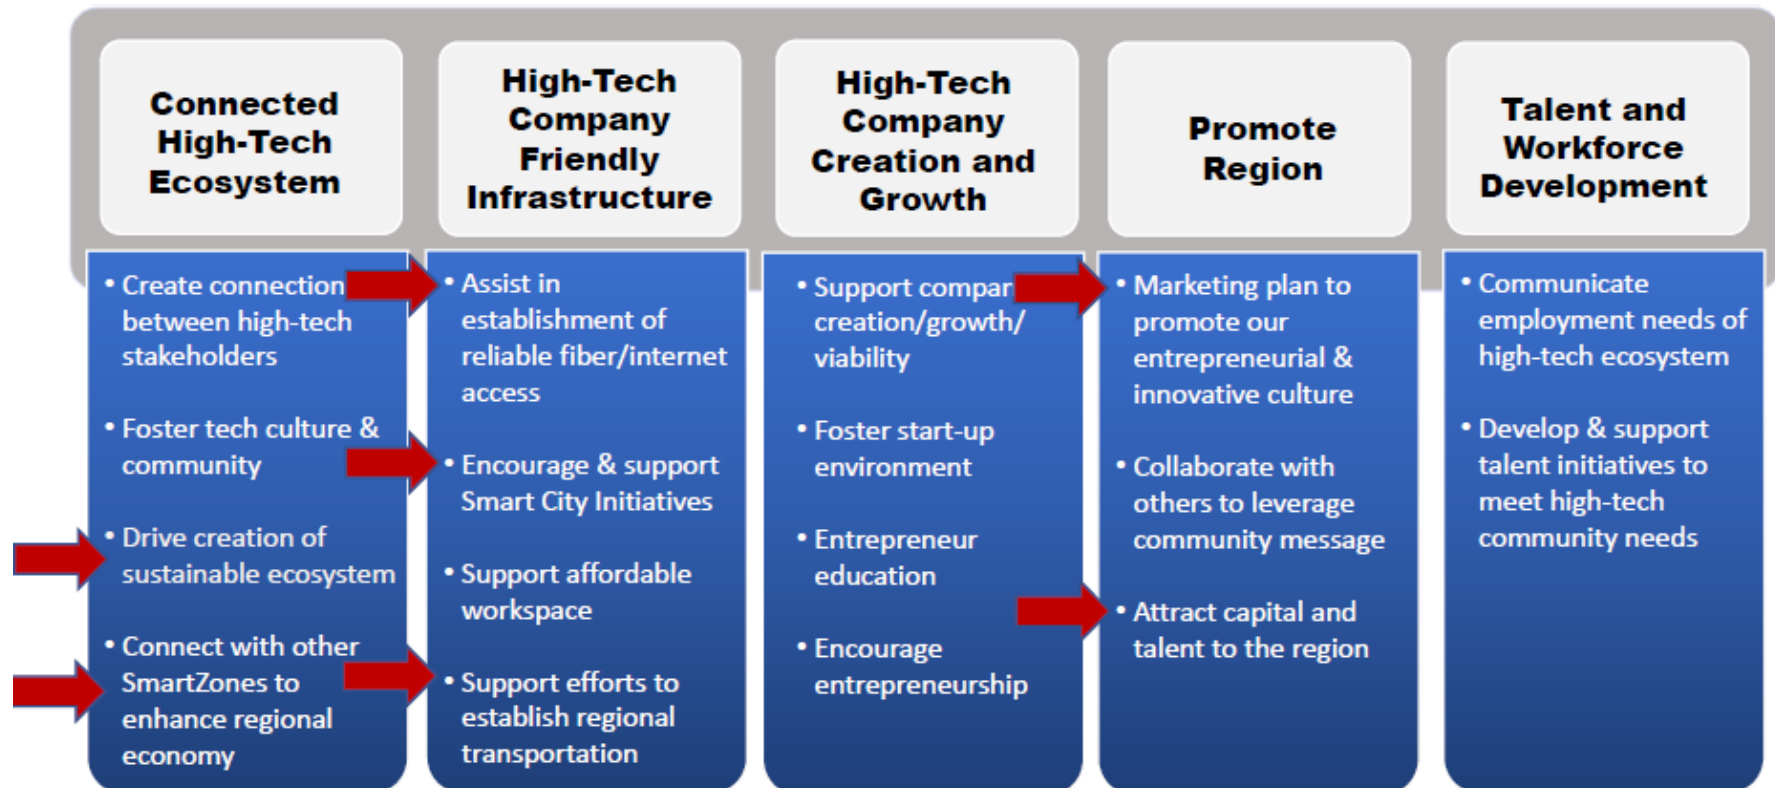 Connected
High-Tech
Ecosystem
• Create connection
between high-tech
stakeholders
• Foster tech culture &
community
• Drive creation of
sustainable ecosystem
• Connect with other
SmartZones to
enhance regional
economy
High-Tech
Company
Friendly
Infrastructure
• Assist in
establishment of
reliable fiber/internet
access
• Encourage & support
Smart City Initiatives
• Support affordable
workspace
• Support efforts to
establish regional
transportation
High-Tech
Company
Creation and
Growth
• Support compan
creation/growth/
viability
• Foster start-up
environment
• Entrepreneur
education
• Encourage
entrepreneurship
Promote
Region
• Marketing plan to
promote our
entrepreneurial &
innovative culture
• Collaborate with
others to leverage
community message
• Attract capital and
talent to the region
Talent and
Workforce
Development
• Communicate
employment needs of
high-tech ecosystem
• Develop & support
talent initiatives to
meet high-tech
community needs